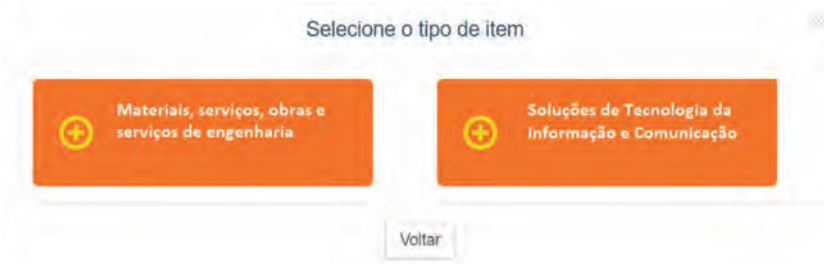 Selecione o tipo de item
Materiais, serviços, obras e
serviços de engenharia
Soluções de Tecnologia da
Informação e Comunicação
Voltar